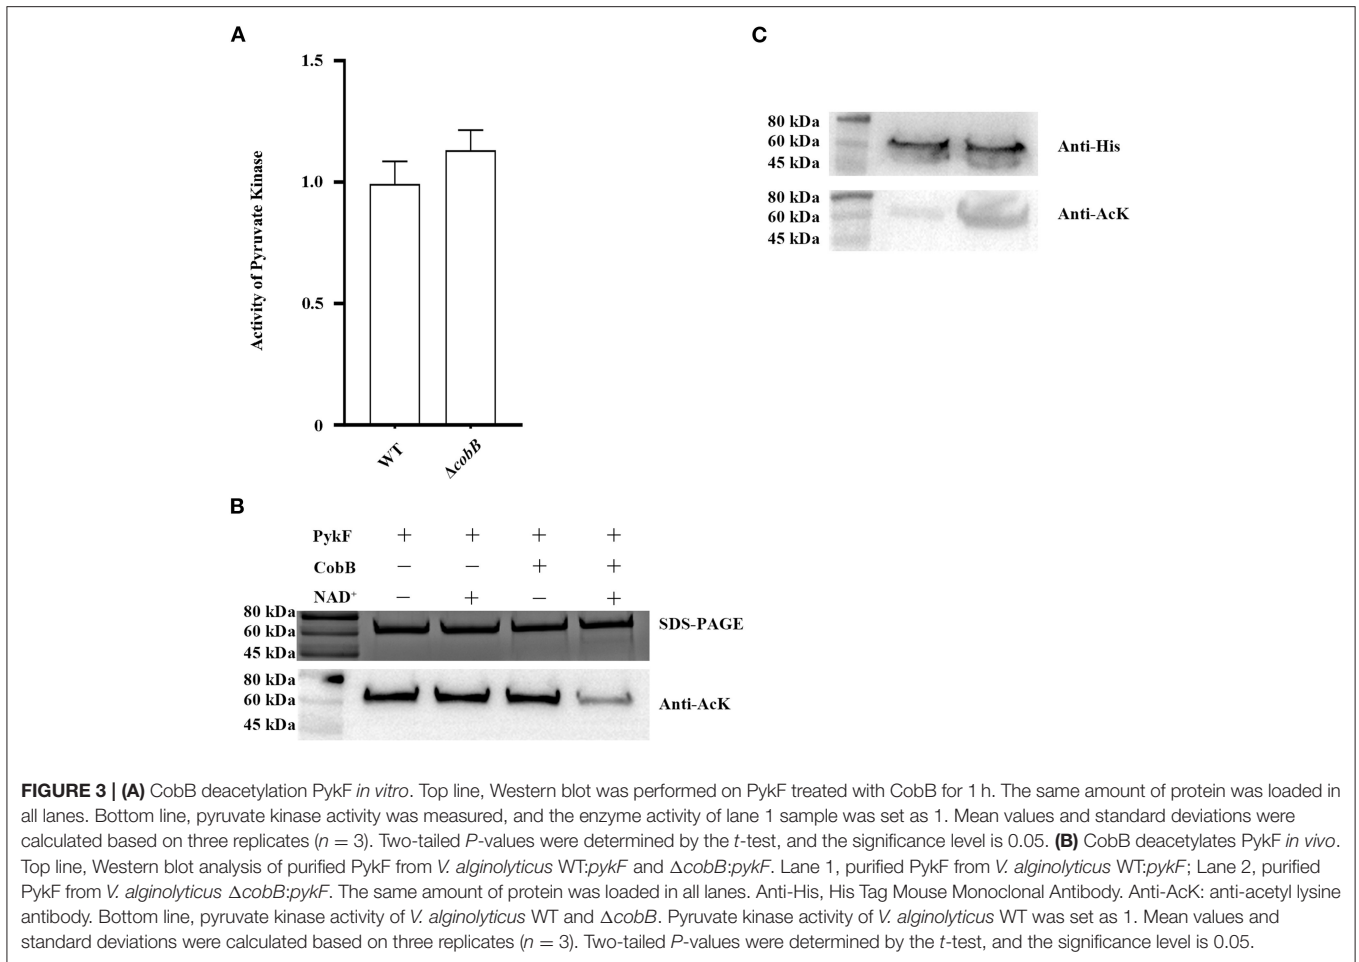 A
1.5
1.0
0.5
0
Activity of Pyruvate Kinase
WT
ΔcobB
C
80 kDa
60 kDa
45 kDa
Anti-His
80 kDa
60 kDa
45 kDa
Anti-AcK
B
PykF + + + +
CobB − − + +
NAD+ − + − +
80 kDa
60 kDa
45 kDa
SDS-PAGE
80 kDa
60 kDa
45 kDa
Anti-AcK
FIGURE 3 | (A) CobB deacetylation PykF in vitro. Top line, Western blot was performed on PykF treated with CobB for 1 h. The same amount of protein was loaded in
all lanes. Bottom line, pyruvate kinase activity was measured, and the enzyme activity of lane 1 sample was set as 1. Mean values and standard deviations were
calculated based on three replicates (n = 3). Two-tailed P-values were determined by the t-test, and the significance level is 0.05. (B) CobB deacetylates PykF in vivo.
Top line, Western blot analysis of purified PykF from V. alginolyticus WT:pykF and ΔcobB:pykF. Lane 1, purified PykF from V. alginolyticus WT:pykF; Lane 2, purified
PykF from V. alginolyticus ΔcobB:pykF. The same amount of protein was loaded in all lanes. Anti-His, His Tag Mouse Monoclonal Antibody. Anti-AcK: anti-acetyl lysine
antibody. Bottom line, pyruvate kinase activity of V. alginolyticus WT and ΔcobB. Pyruvate kinase activity of V. alginolyticus WT was set as 1. Mean values and
standard deviations were calculated based on three replicates (n = 3). Two-tailed P-values were determined by the t-test, and the significance level is 0.05.